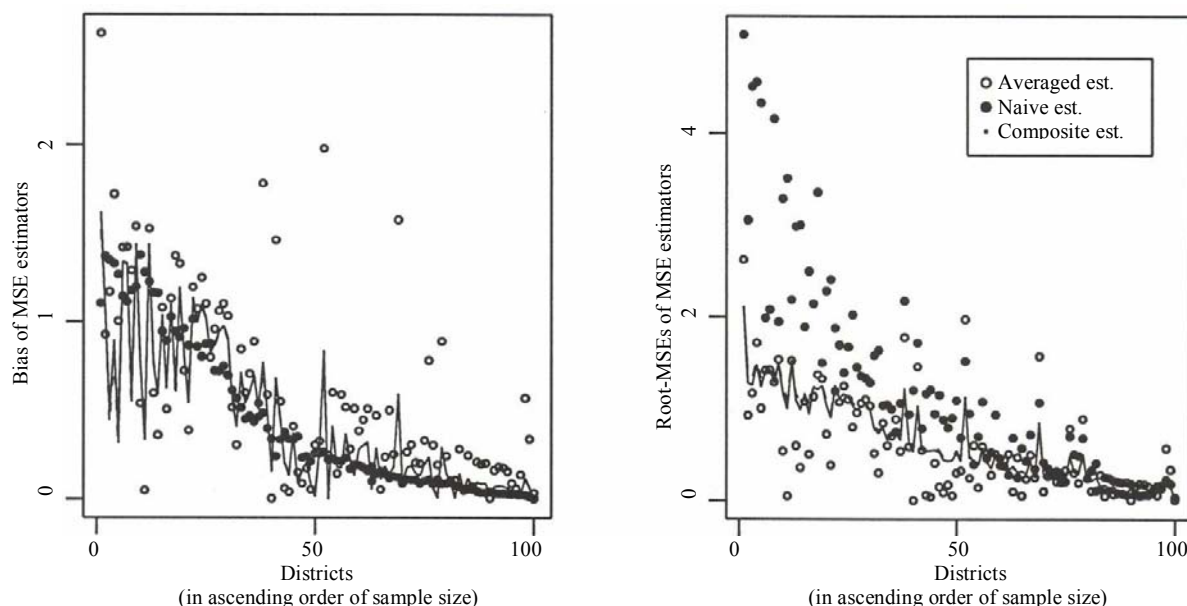 Bias of MSE estimators
2
1
0
0
50
100
Districts
(in ascending order of sample size)
Root-MSEs of MSE estimators
4
2
0
Averaged est.
Naive est.
Composite est.
0
50
100
Districts
(in ascending order of sample size)